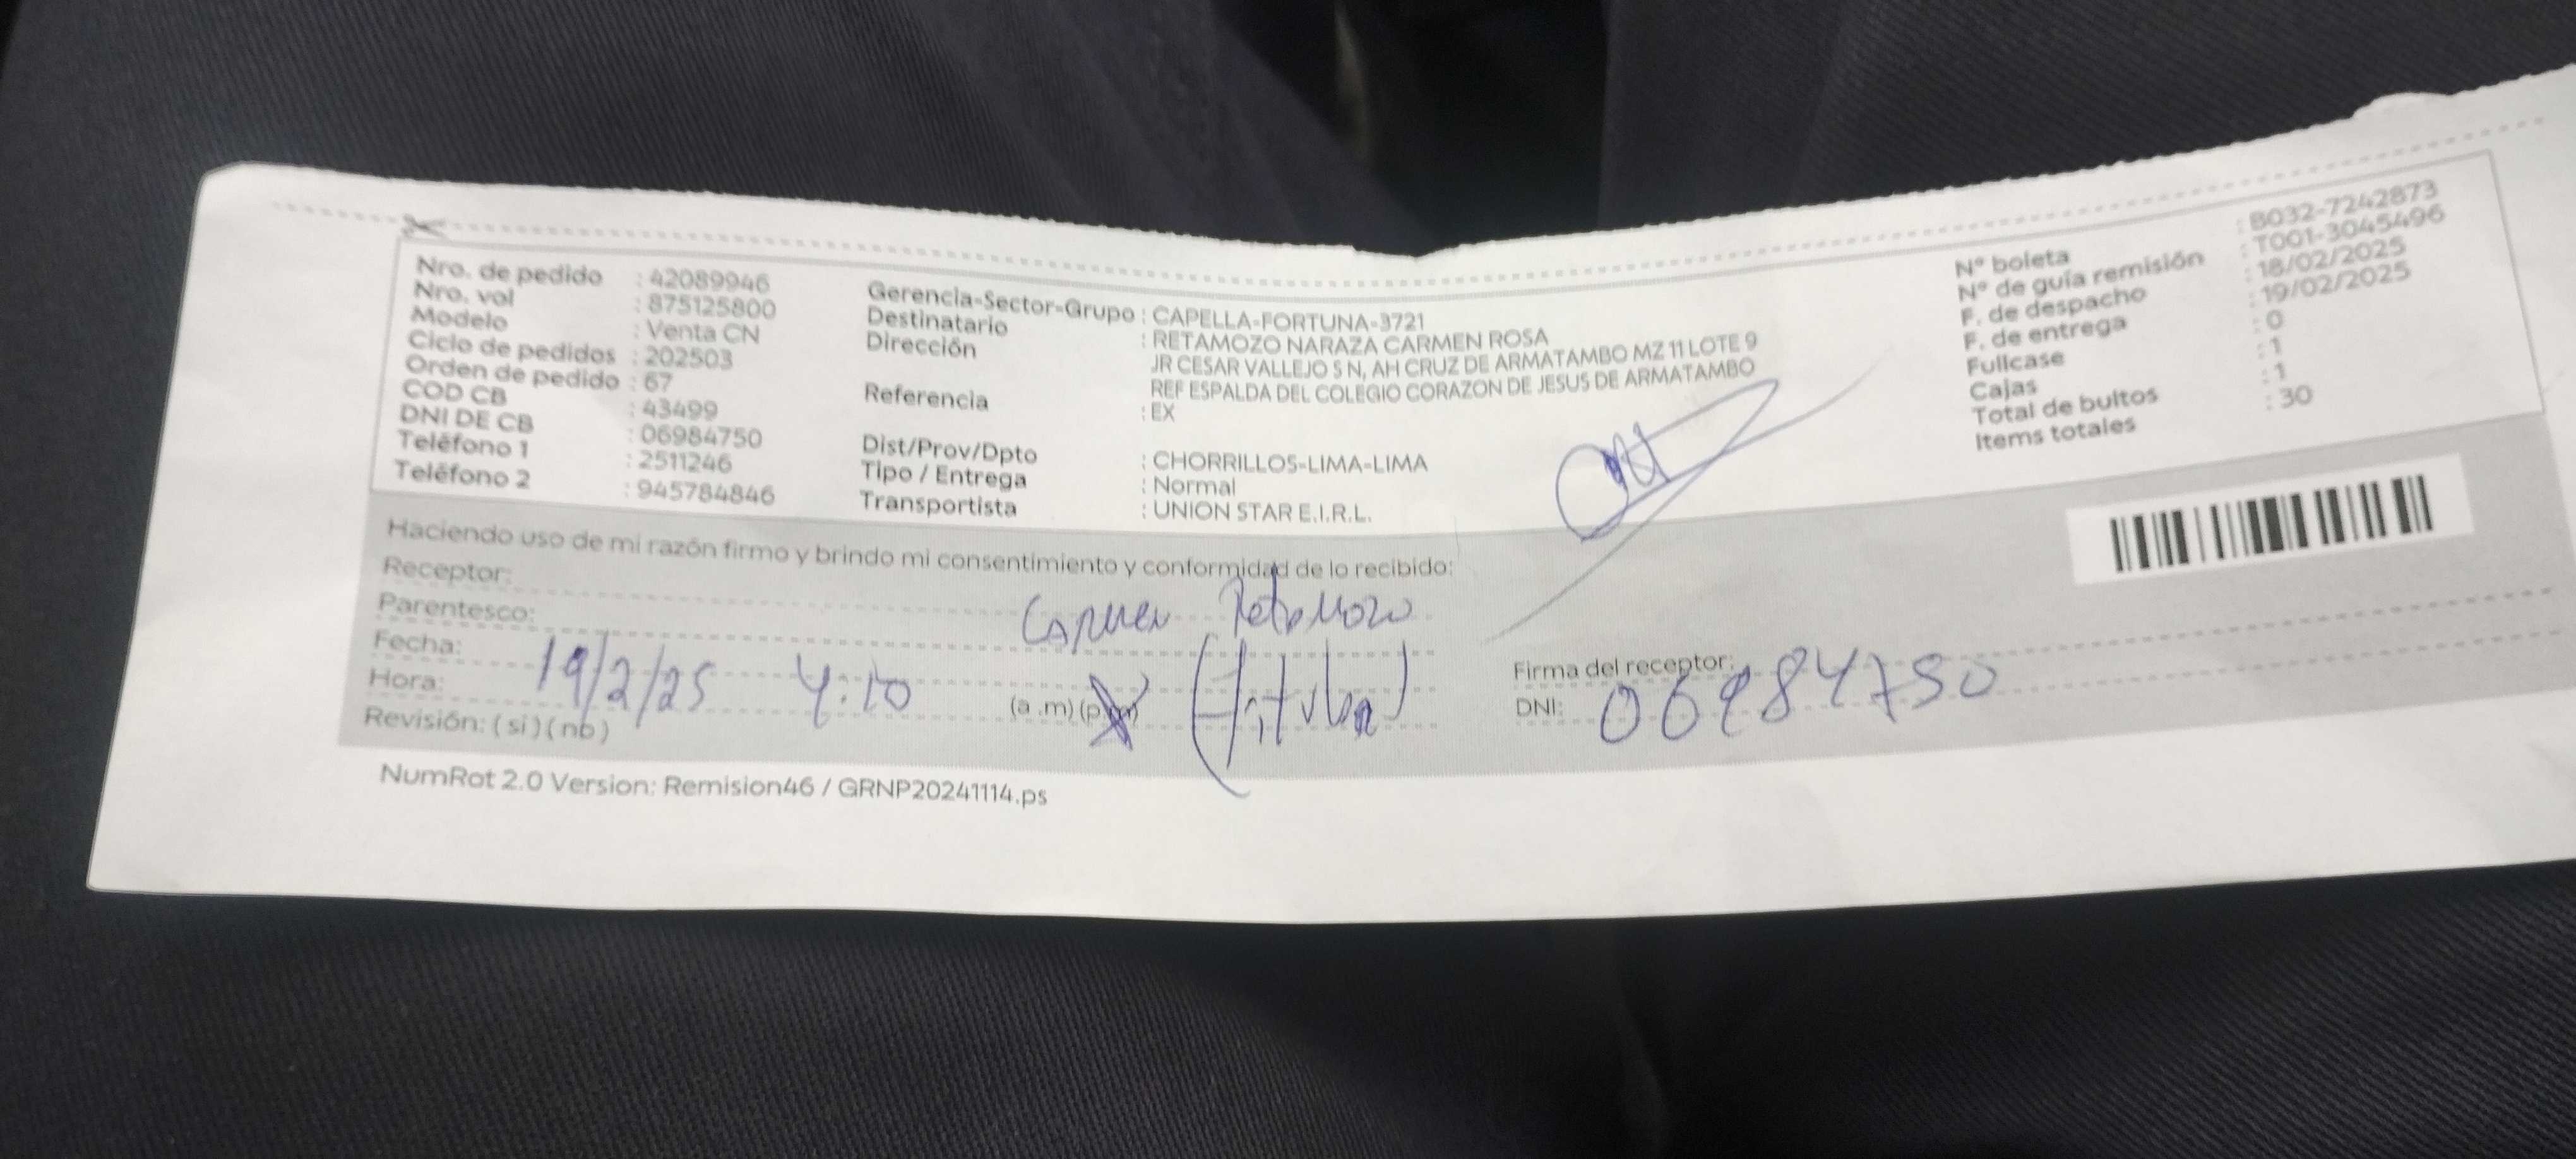 Nro. de pedido : 42089946
Nro. vol : 875125800
Modelo : Venta CN
Ciclo de pedidos : 202503
Orden de pedido : 67
COD CB : 43499
DNI DE CB : 06984750
Teléfono 1 : 2511246
Teléfono 2 : 945784846
Gerencia-Sector-Grupo : CAPELLA-FORTUNA-3721
Destinatario : RETAMOZO NARAZA CARMEN ROSA
Dirección JR CESAR VALLEJO S N, AH CRUZ DE ARMATAMBO MZ 11 LOTE 9
REF ESPALDA DEL COLEGIO CORAZON DE JESUS DE ARMATAMBO
Referencia : EX
Dist/Prov/Dpto : CHORRILLOS-LIMA-LIMA
Tipo / Entrega : Normal
Transportista : UNION STAR E.I.R.L.
N° boleta : B032-7242873
N° de guía remisión : T001-3045496
F. de despacho : 18/02/2025
F. de entrega : 19/02/2025
Fullcase : 0
Cajas : 1
Total de bultos : 1
Items totales : 30
Haciendo uso de mi razón firmo y brindo mi consentimiento y conformidad de lo recibido:
Receptor: Carmen Retamozo
Parentesco: (Titular)
Fecha: 19/2/25
Hora: 4:10 (a .m) (p.m)
Revisión: ( si ) ( no )
Firma del receptor:
DNI: 06984750
NumRot 2.0 Version: Remision46 / GRNP20241114.ps